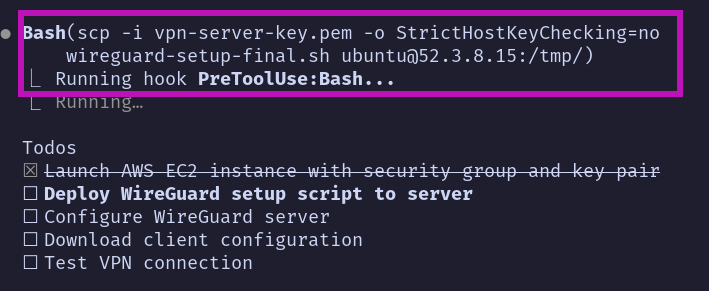 ● Bash(scp -i vpn-server-key.pem -o StrictHostKeyChecking=no
wireguard-setup-final.sh ubuntu@52.3.8.15:/tmp/)
⎿ Running hook PreToolUse:Bash...
⎿ Running…
Todos
☒ Launch AWS EC2 instance with security group and key pair
☐ Deploy WireGuard setup script to server
☐ Configure WireGuard server
☐ Download client configuration
☐ Test VPN connection